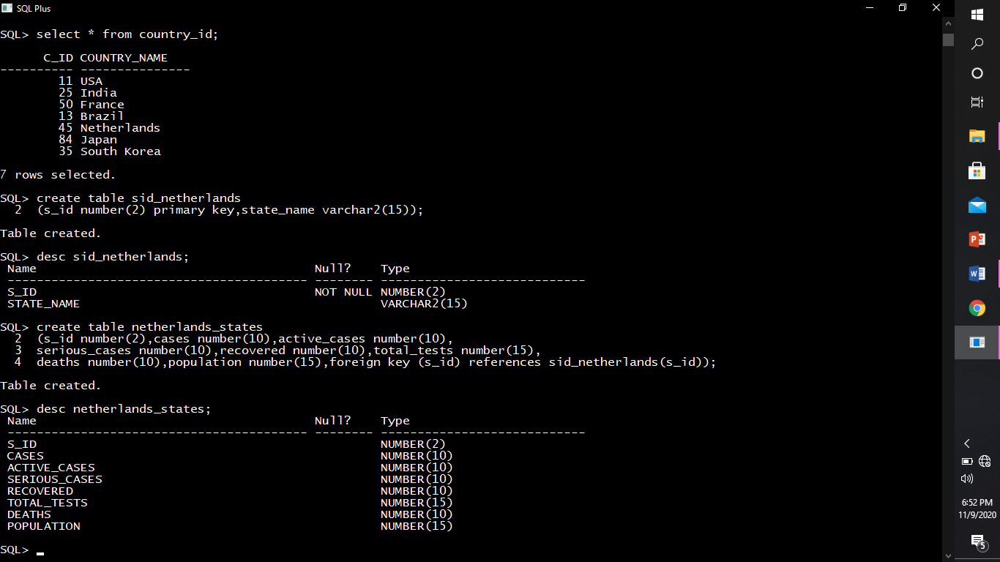 SQL Plus
SQL> select * from country_id;
C_ID COUNTRY_NAME
---------- ---------------
11 USA
25 India
50 France
13 Brazil
45 Netherlands
84 Japan
35 South Korea
7 rows selected.
SQL> create table sid_netherlands
2 (s_id number(2) primary key,state_name varchar2(15));
Table created.
SQL> desc sid_netherlands;
Name Null? Type
----------------------------------------- -------- ----------------------------
S_ID NOT NULL NUMBER(2)
STATE_NAME VARCHAR2(15)
SQL> create table netherlands_states
2 (s_id number(2),cases number(10),active_cases number(10),
3 serious_cases number(10),recovered number(10),total_tests number(15),
4 deaths number(10),population number(15),foreign key (s_id) references sid_netherlands(s_id));
Table created.
SQL> desc netherlands_states;
Name Null? Type
----------------------------------------- -------- ----------------------------
S_ID NUMBER(2)
CASES NUMBER(10)
ACTIVE_CASES NUMBER(10)
SERIOUS_CASES NUMBER(10)
RECOVERED NUMBER(10)
TOTAL_TESTS NUMBER(15)
DEATHS NUMBER(10)
POPULATION NUMBER(15)
SQL>
P
W
6:52 PM
11/9/2020
5